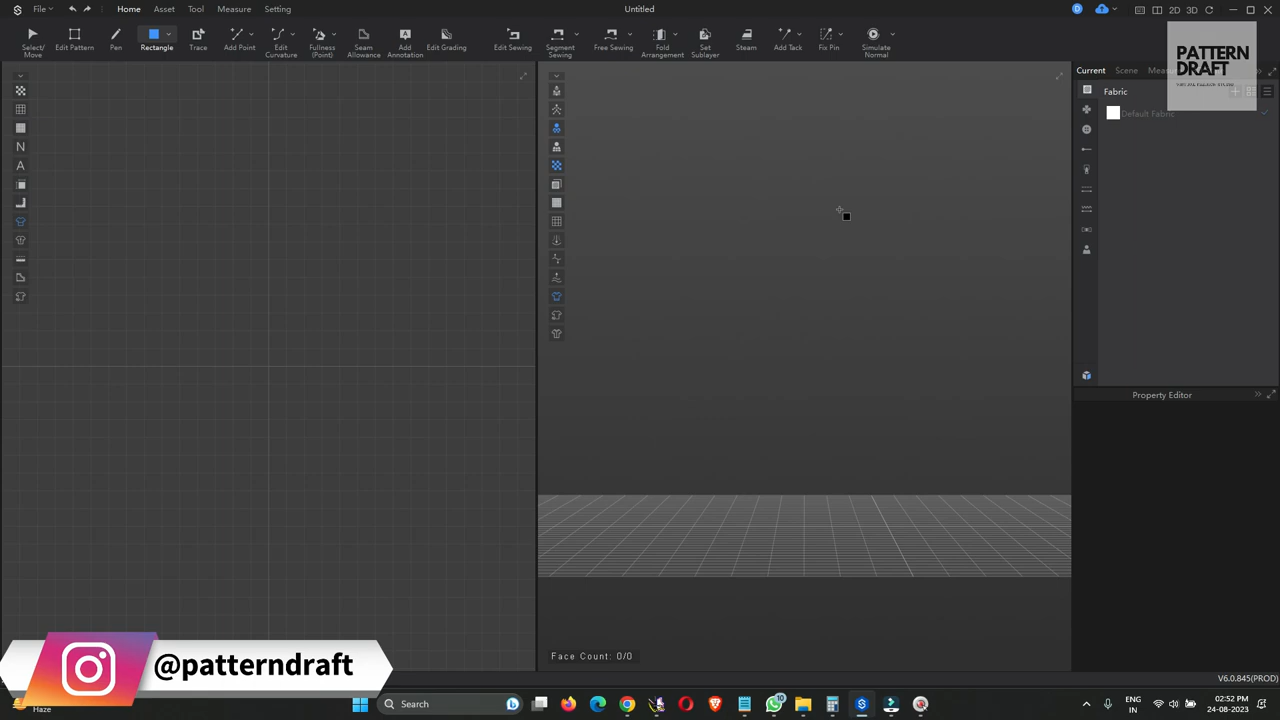 File
Home
Asset
Tool
Measure
Setting
Untitled
D
2D
3D
Select/
Move
Edit Pattern
Pen
Rectangle
Trace
Add Point
Edit
Curvature
Fullness
(Point)
Seam
Allowance
Add
Annotation
Edit Grading
Edit Sewing
Segment
Sewing
Free Sewing
Fold
Arrangement
Set
Sublayer
Steam
Add Tack
Fix Pin
Simulate
Normal
PATTERN
DRAFT
Current
Scene
Fabric
Default Fabric
N
A
Property Editor
Face Count: 0/0
@patterndraft
V6.0.845(PROD)
Haze
Search
10
ENG
IN
02:52 PM
24-08-2023